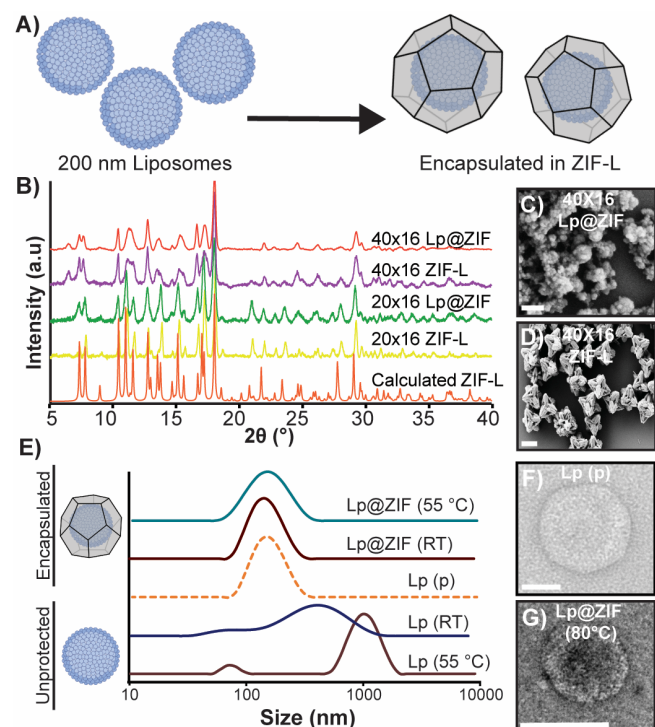 A)
200 nm Liposomes
Encapsulated in ZIF-L
B)
Intensity (a.u)
40x16 Lp@ZIF
40x16 ZIF-L
20x16 Lp@ZIF
20x16 ZIF-L
Calculated ZIF-L
5 10 15 20 25 30 35 40
2θ (°)
C)
40X16
Lp@ZIF
D)
40X16
ZIF-L
E)
Encapsulated
Unprotected
Lp@ZIF (55 °C)
Lp@ZIF (RT)
Lp (p)
Lp (RT)
Lp (55 °C)
10 100 1000 10000
Size (nm)
F)
Lp (p)
G)
Lp@ZIF
(80°C)